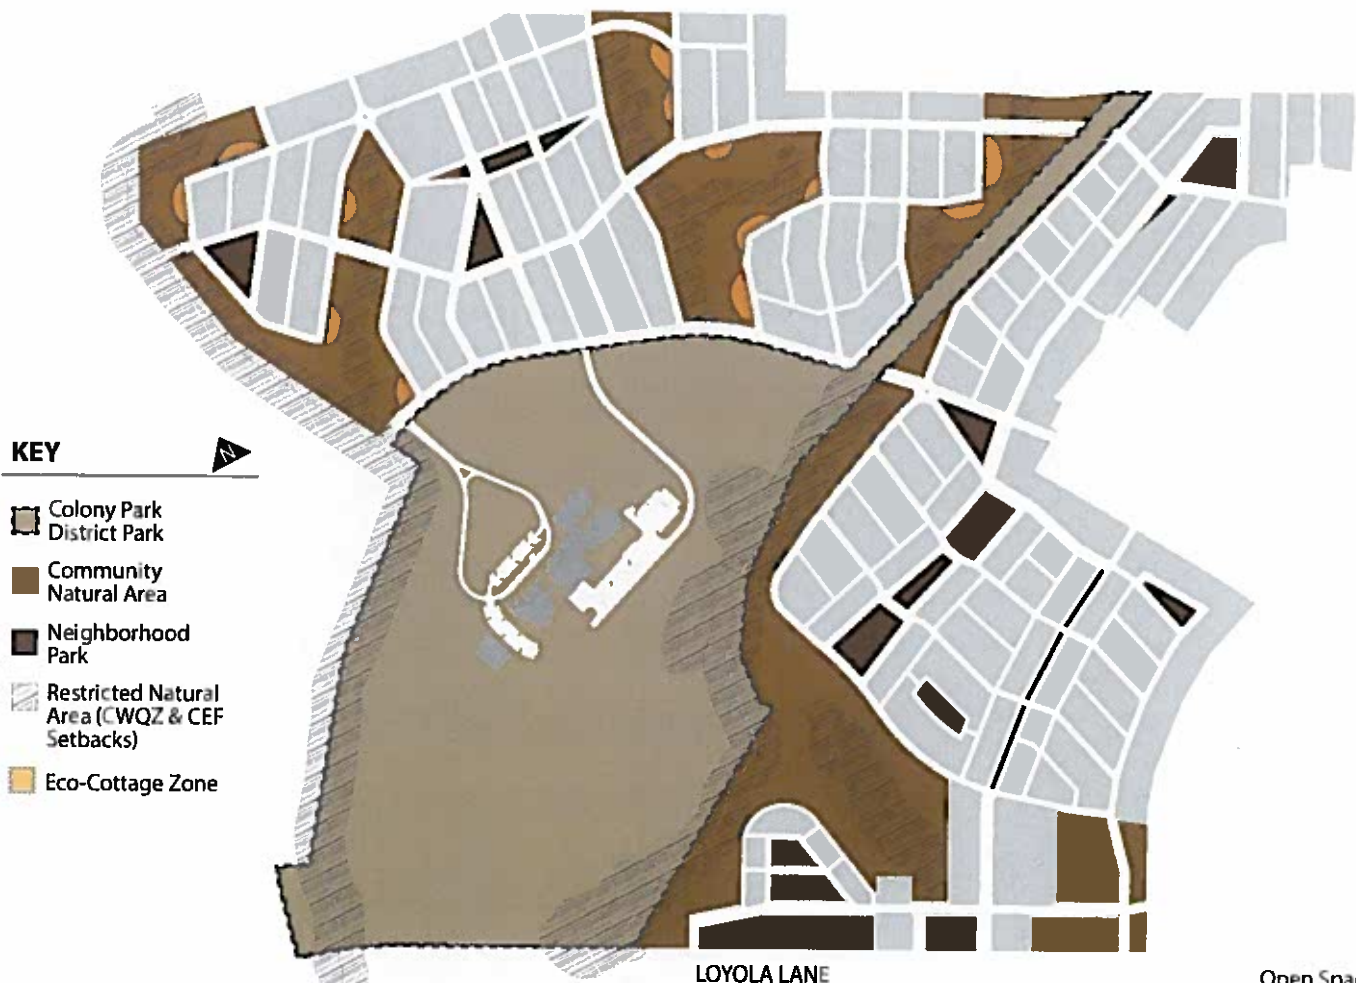 KEY
N
Colony Park
District Park
Community
Natural Area
Neighborhood
Park
Restricted Natural
Area (CWQZ & CEF
Setbacks)
Eco-Cottage Zone
LOYOLA LANE
Open